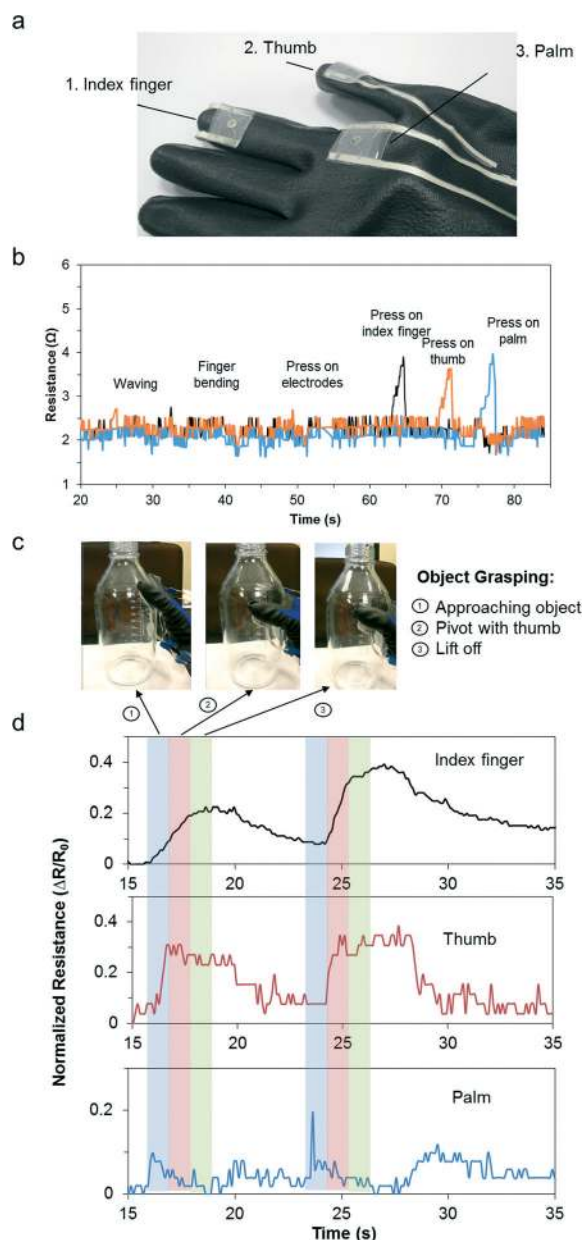 a
2. Thumb
3. Palm
1. Index finger
b
6
5
4
3
2
1
Resistance (Ω)
Waving
Finger
bending
Press on
electrodes
Press on
index finger
Press on
thumb
Press on
palm
20 30 40 50 60 70 80
Time (s)
c
Object Grasping:
① Approaching object
② Pivot with thumb
③ Lift off
① ② ③
d
Normalized Resistance (ΔR/R₀)
Index finger
0.4
0.2
0
15 20 25 30 35
Thumb
0.4
0.2
0
15 20 25 30 35
Palm
0.2
0
15 20 25 30 35
Time (s)